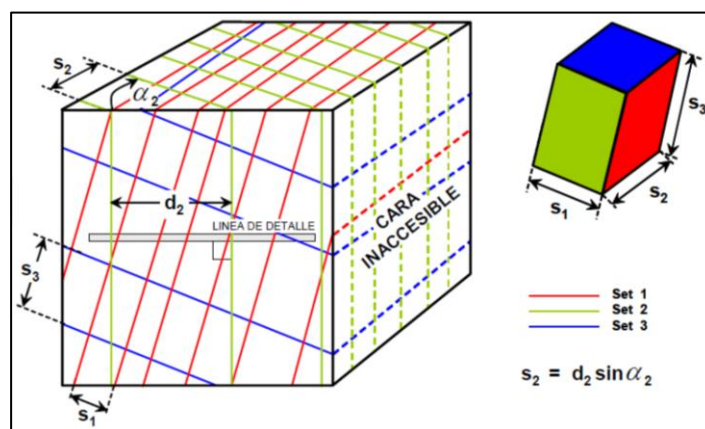 s₂
α₂
d₂
LINEA DE DETALLE
s₃
s₁
CARA
INACCESIBLE
s₃
s₁
s₂
Set 1
Set 2
Set 3
s₂ = d₂ sin α₂